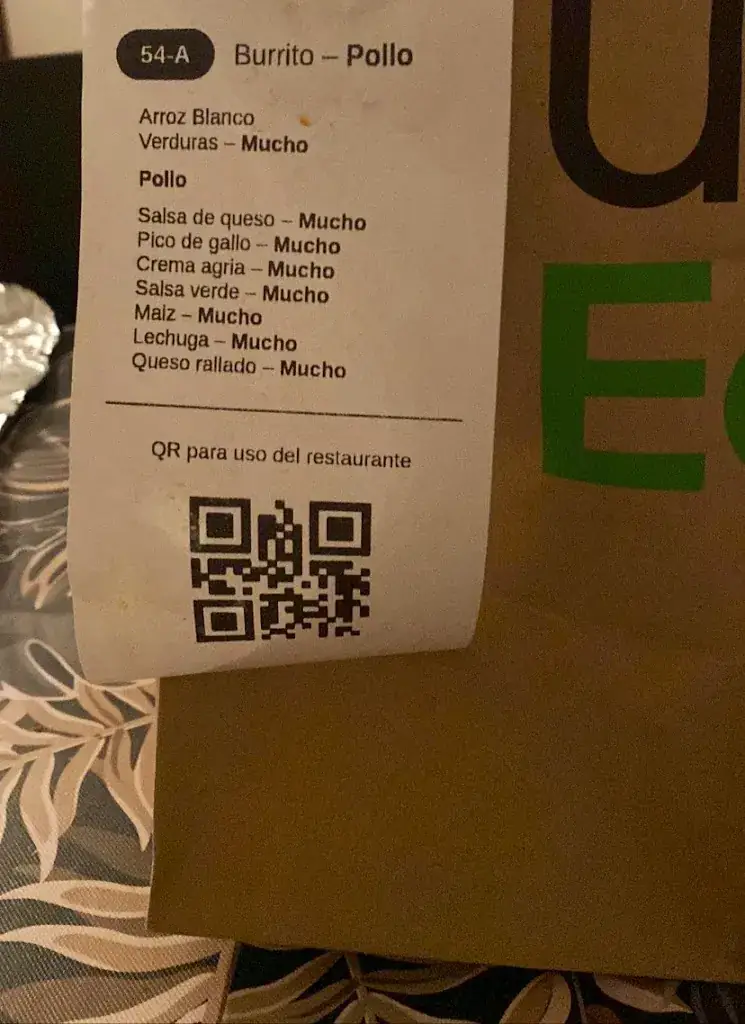 54-A Burrito – Pollo
Arroz Blanco
Verduras – Mucho
Pollo
Salsa de queso – Mucho
Pico de gallo – Mucho
Crema agria – Mucho
Salsa verde – Mucho
Maiz – Mucho
Lechuga – Mucho
Queso rallado – Mucho
QR para uso del restaurante